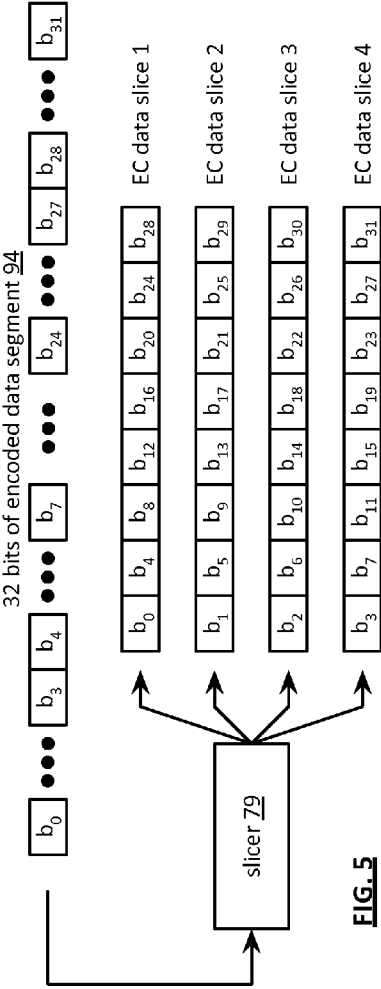 32 bits of encoded data segment 94
b0 b3 b4 b7 b24 b27 b28 b31
slicer 79
b0 b4 b8 b12 b16 b20 b24 b28 EC data slice 1
b1 b5 b9 b13 b17 b21 b25 b29 EC data slice 2
b2 b6 b10 b14 b18 b22 b26 b30 EC data slice 3
b3 b7 b11 b15 b19 b23 b27 b31 EC data slice 4
FIG. 5